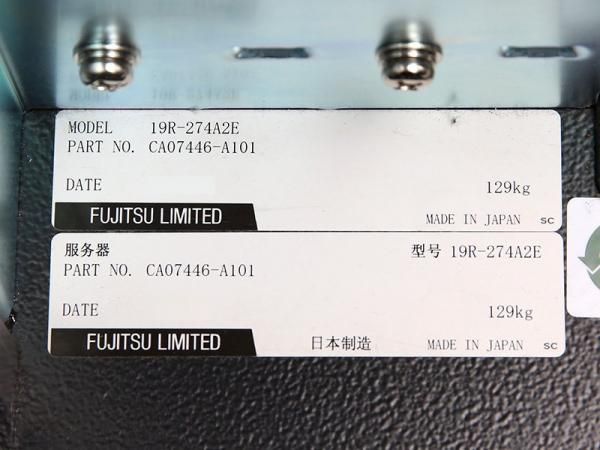 MODEL 19R-274A2E
PART NO. CA07446-A101
DATE
129kg
FUJITSU LIMITED
MADE IN JAPAN SC
服务器 型号 19R-274A2E
PART NO. CA07446-A101
DATE
129kg
FUJITSU LIMITED 日本制造 MADE IN JAPAN SC